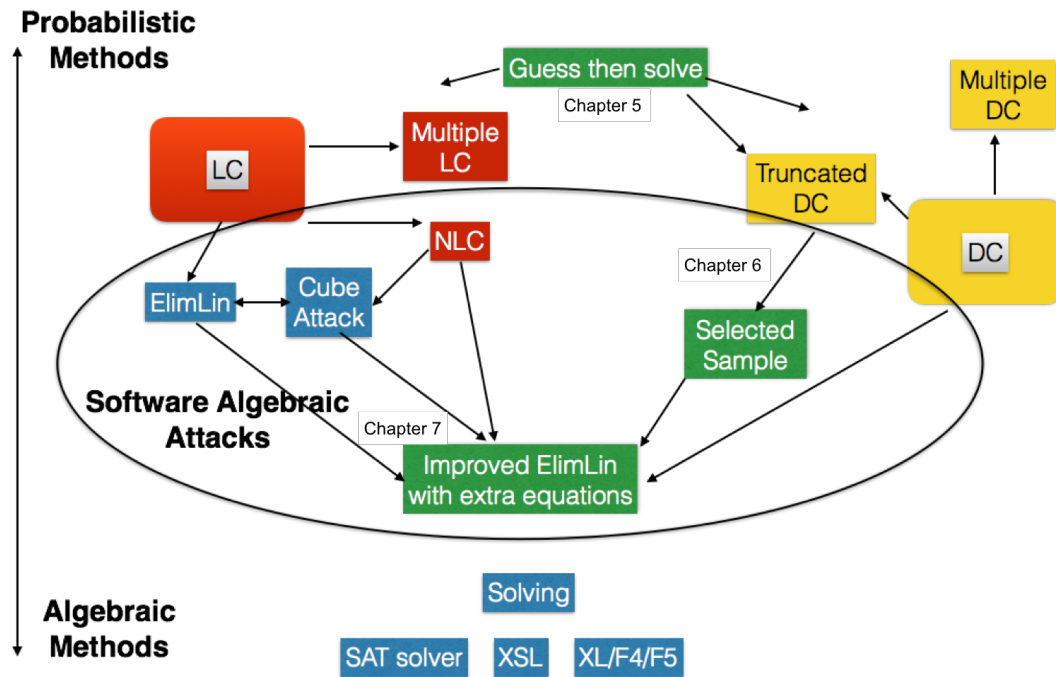 Probabilistic
Methods
Guess then solve
Chapter 5
Multiple
DC
Multiple
LC
LC
Truncated
DC
NLC
DC
Chapter 6
ElimLin
Cube
Attack
Selected
Sample
Software Algebraic
Attacks
Chapter 7
Improved ElimLin
with extra equations
Solving
Algebraic
Methods
SAT solver
XSL
XL/F4/F5